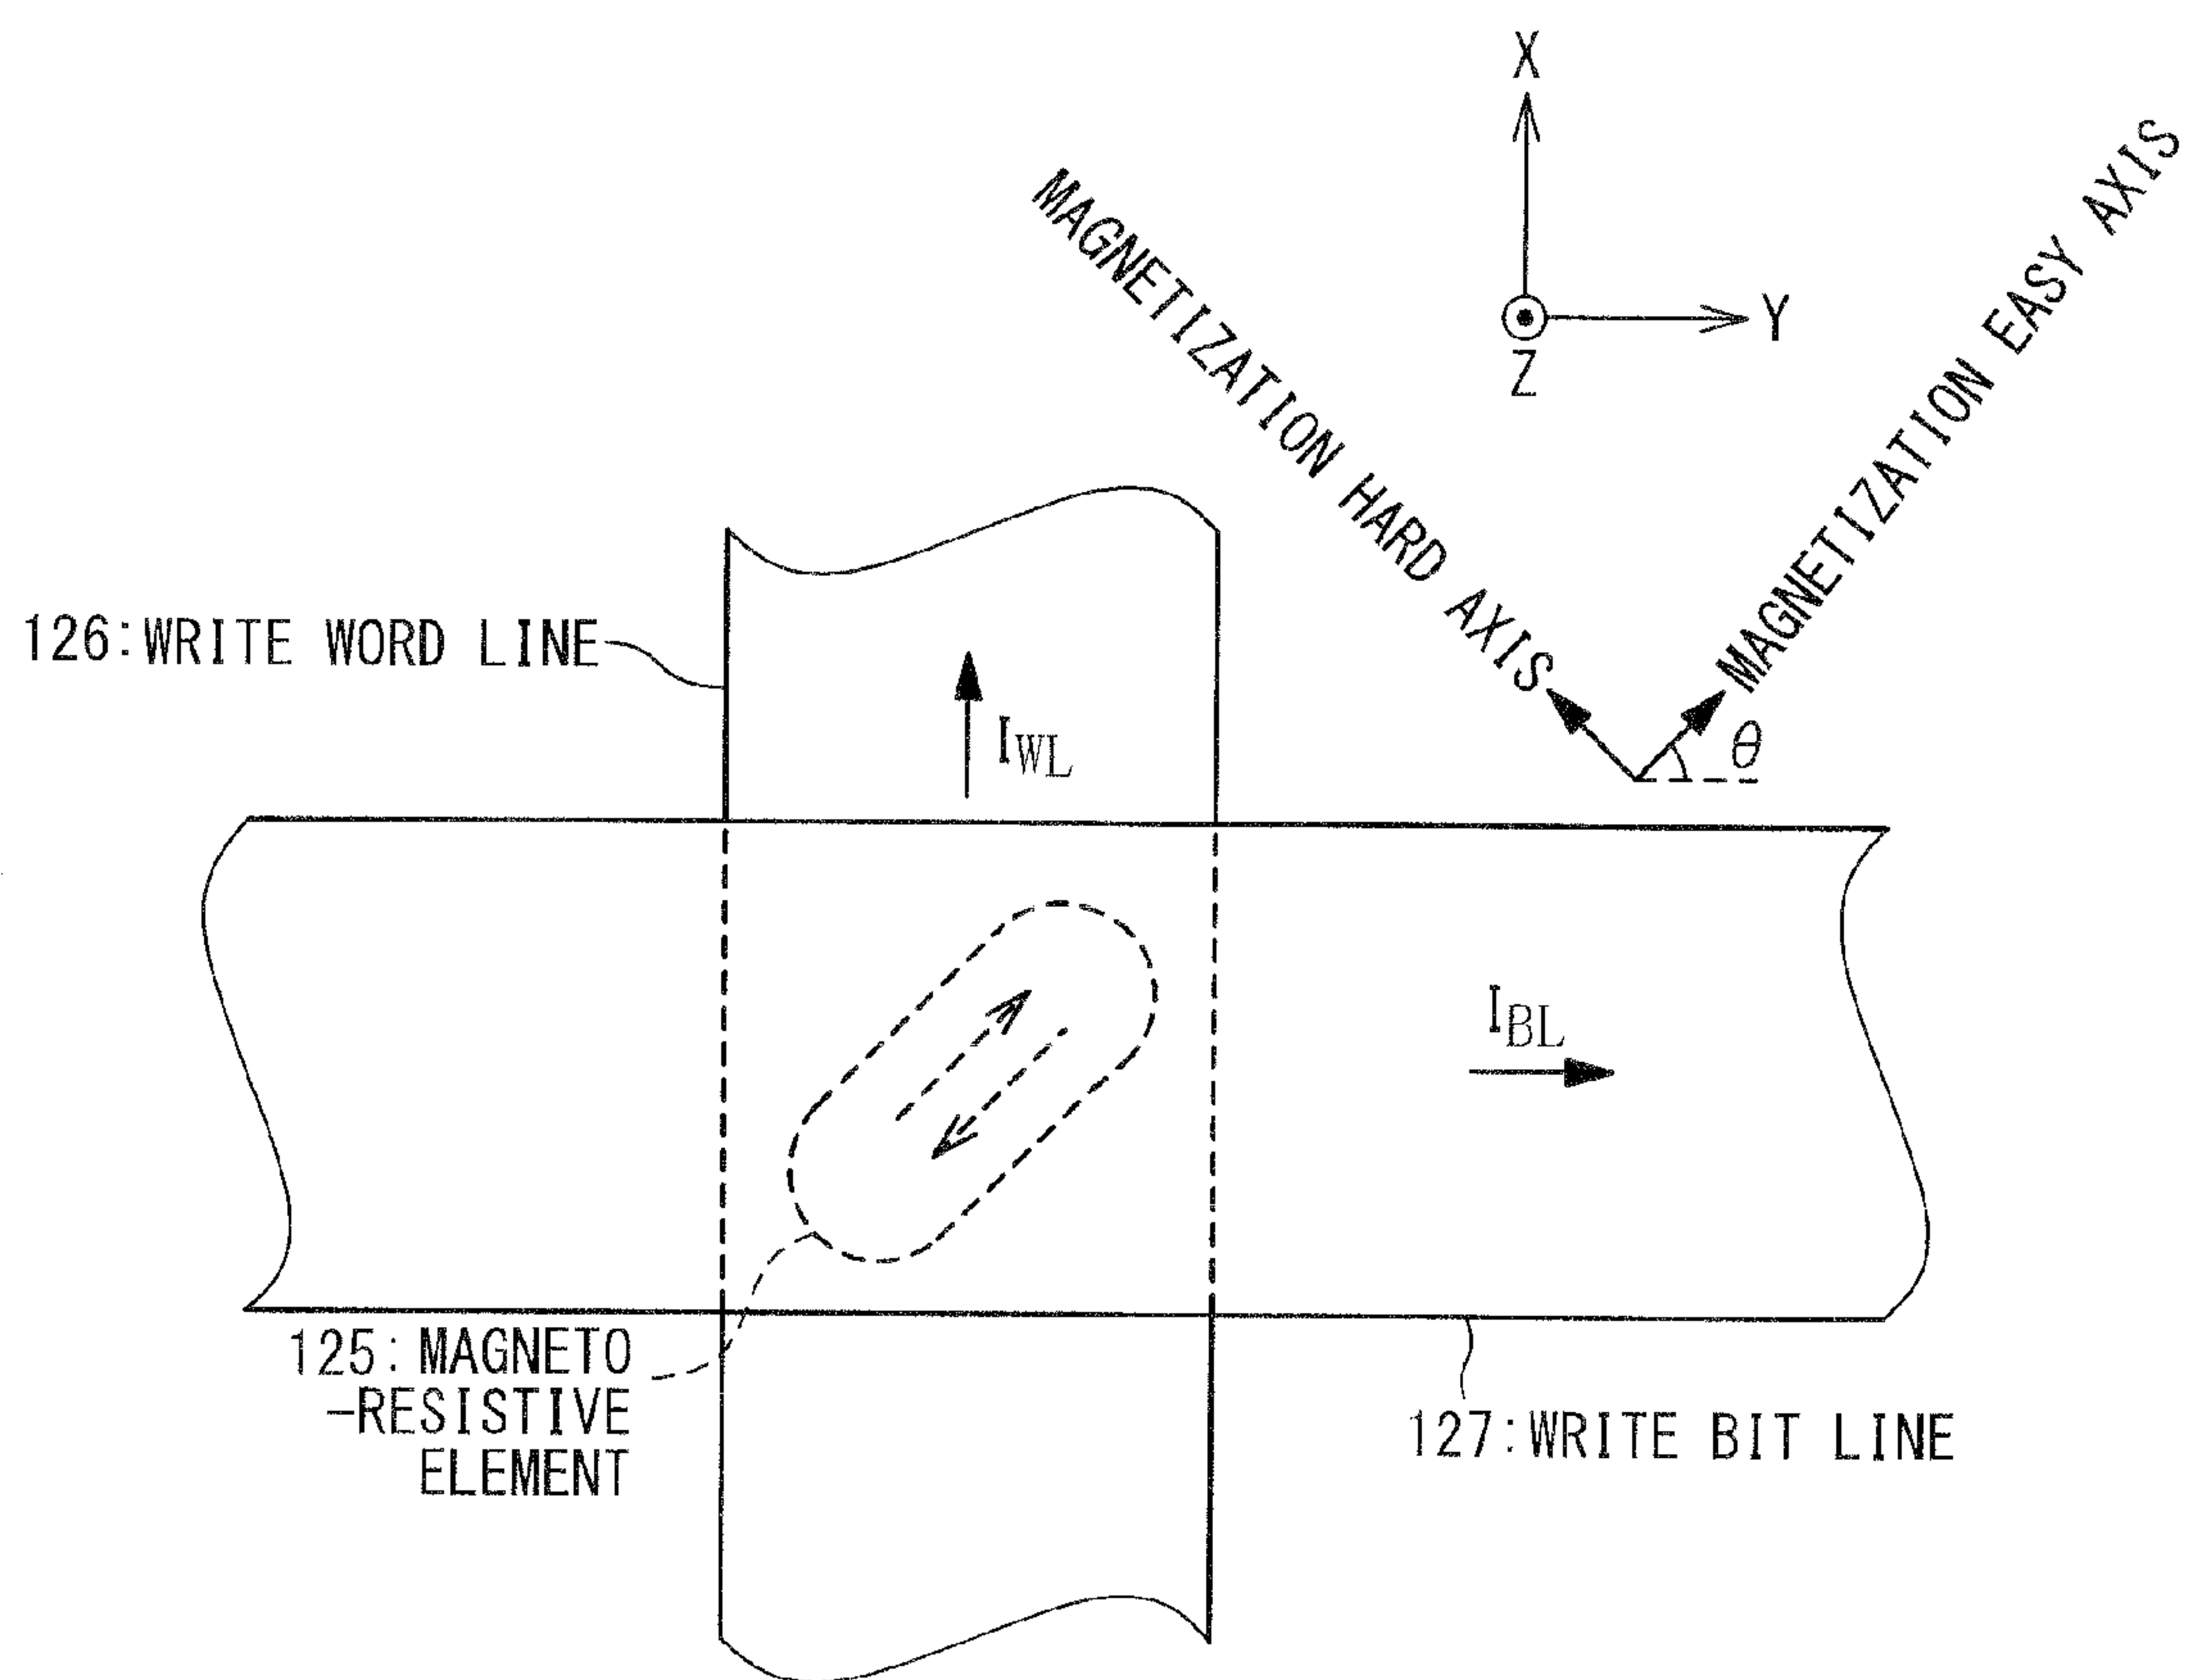 X
Y
Z
MAGNETIZATION HARD AXIS
MAGNETIZATION EASY AXIS
θ
126:WRITE WORD LINE
IWL
IBL
125:MAGNETO
-RESISTIVE
ELEMENT
127:WRITE BIT LINE